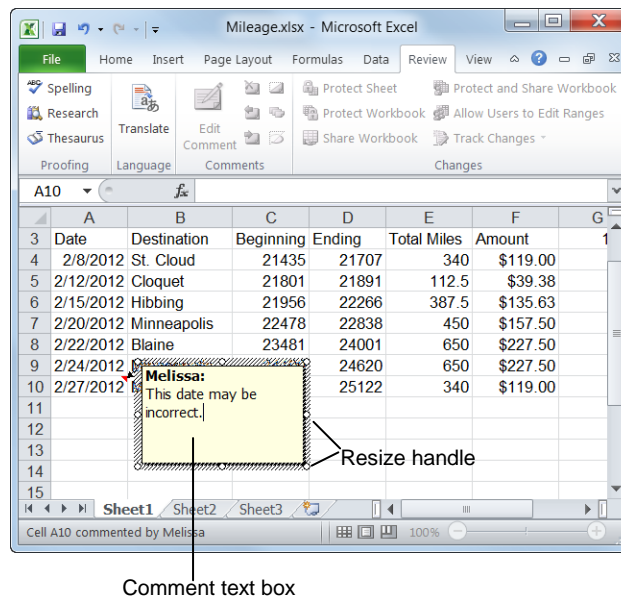 Mileage.xlsx - Microsoft Excel
File Home Insert Page Layout Formulas Data Review View
ABC Spelling
Research
Thesaurus
Proofing
aあ
Translate
Language
Edit Comment
Comments
Protect Sheet
Protect Workbook
Share Workbook
Protect and Share Workbook
Allow Users to Edit Ranges
Track Changes
Changes
A10 fx
A B C D E F G
3 Date Destination Beginning Ending Total Miles Amount 1
4 2/8/2012 St. Cloud 21435 21707 340 $119.00
5 2/12/2012 Cloquet 21801 21891 112.5 $39.38
6 2/15/2012 Hibbing 21956 22266 387.5 $135.63
7 2/20/2012 Minneapolis 22478 22838 450 $157.50
8 2/22/2012 Blaine 23481 24001 650 $227.50
9 2/24/2012 24620 650 $227.50
10 2/27/2012 25122 340 $119.00
11
12
13
14
15
Melissa:
This date may be
incorrect.
Resize handle
Sheet1 Sheet2 Sheet3
Cell A10 commented by Melissa 100%
Comment text box